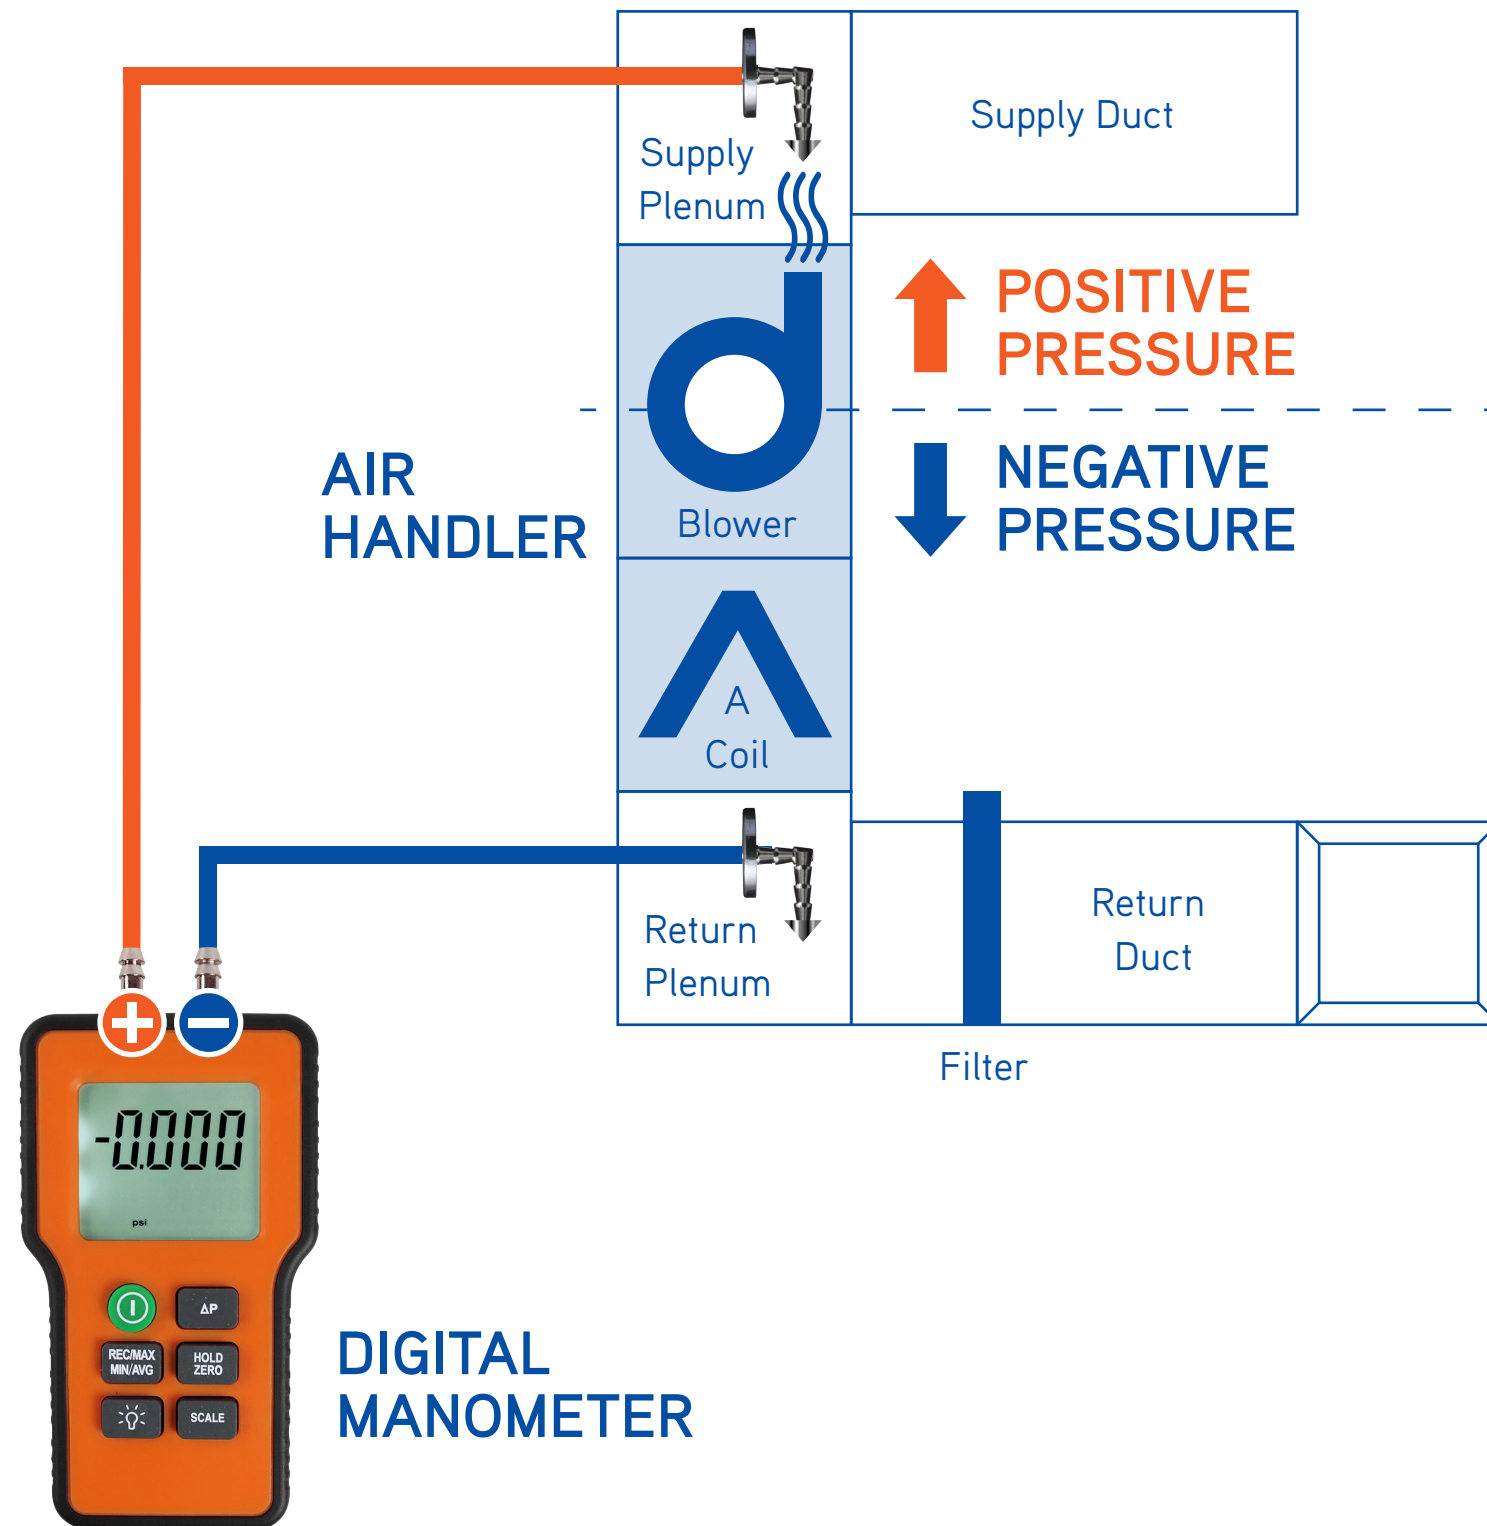 Supply
Plenum
Supply Duct
POSITIVE
PRESSURE
NEGATIVE
PRESSURE
AIR
HANDLER
Blower
A
Coil
Return
Plenum
Return
Duct
Filter
+ −
-0.000
psi
ΔP
REC/MAX
MIN/AVG
HOLD
ZERO
SCALE
DIGITAL
MANOMETER